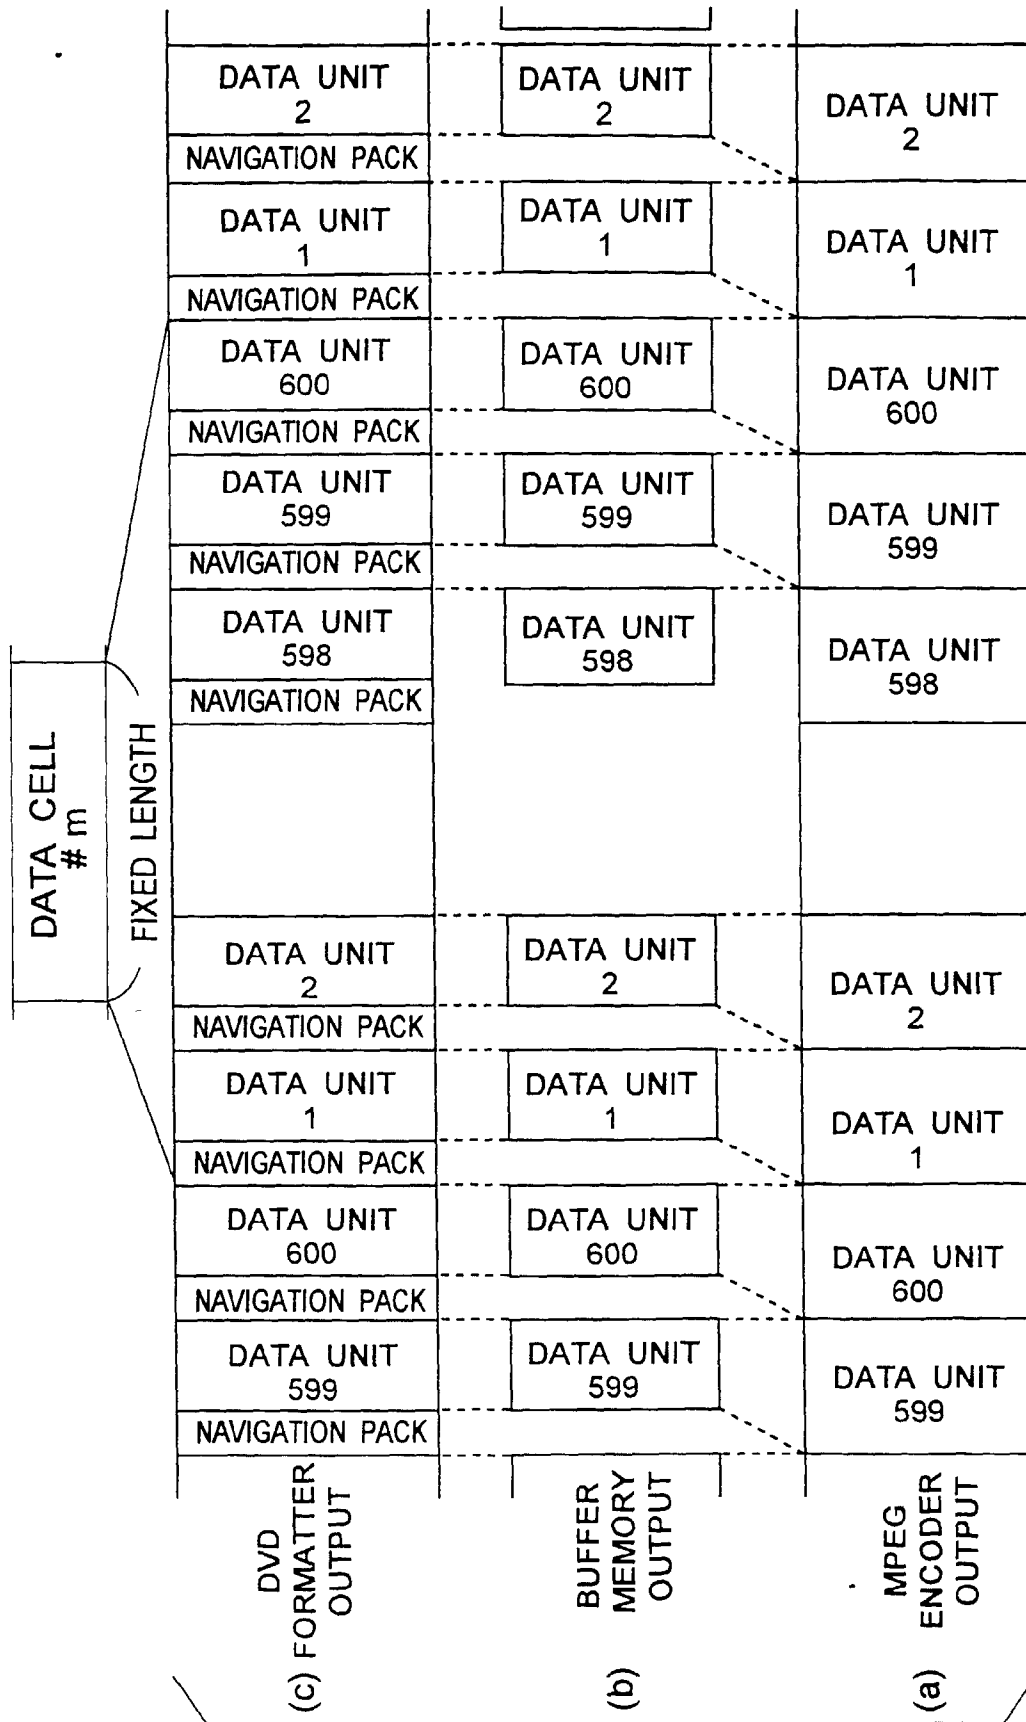 DATA UNIT
2
NAVIGATION PACK
DATA UNIT
1
NAVIGATION PACK
DATA UNIT
600
NAVIGATION PACK
DATA UNIT
599
NAVIGATION PACK
DATA UNIT
598
NAVIGATION PACK
DATA UNIT
2
NAVIGATION PACK
DATA UNIT
1
NAVIGATION PACK
DATA UNIT
600
NAVIGATION PACK
DATA UNIT
599
NAVIGATION PACK
DATA UNIT
2
DATA UNIT
1
DATA UNIT
600
DATA UNIT
599
DATA UNIT
598
DATA UNIT
2
DATA UNIT
1
DATA UNIT
600
DATA UNIT
599
DATA UNIT
2
DATA UNIT
1
DATA UNIT
600
DATA UNIT
599
DATA UNIT
598
DATA UNIT
2
DATA UNIT
1
DATA UNIT
600
DATA UNIT
599
DATA CELL
# m
FIXED LENGTH
DVD
(c) FORMATTER
OUTPUT
BUFFER
(b) MEMORY
OUTPUT
MPEG
(a) ENCODER
OUTPUT